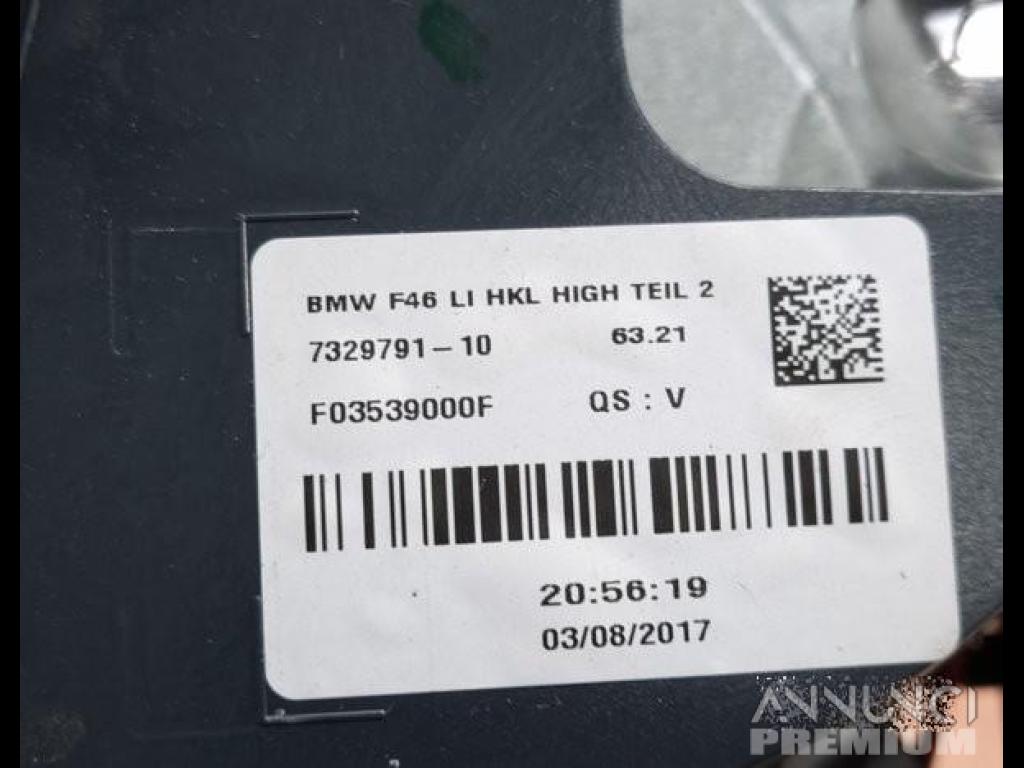 BMW F46 LI HKL HIGH TEIL 2
7329791-10 63.21
F03539000F QS : V
20:56:19
03/08/2017
ANNUNCI
PREMIUM